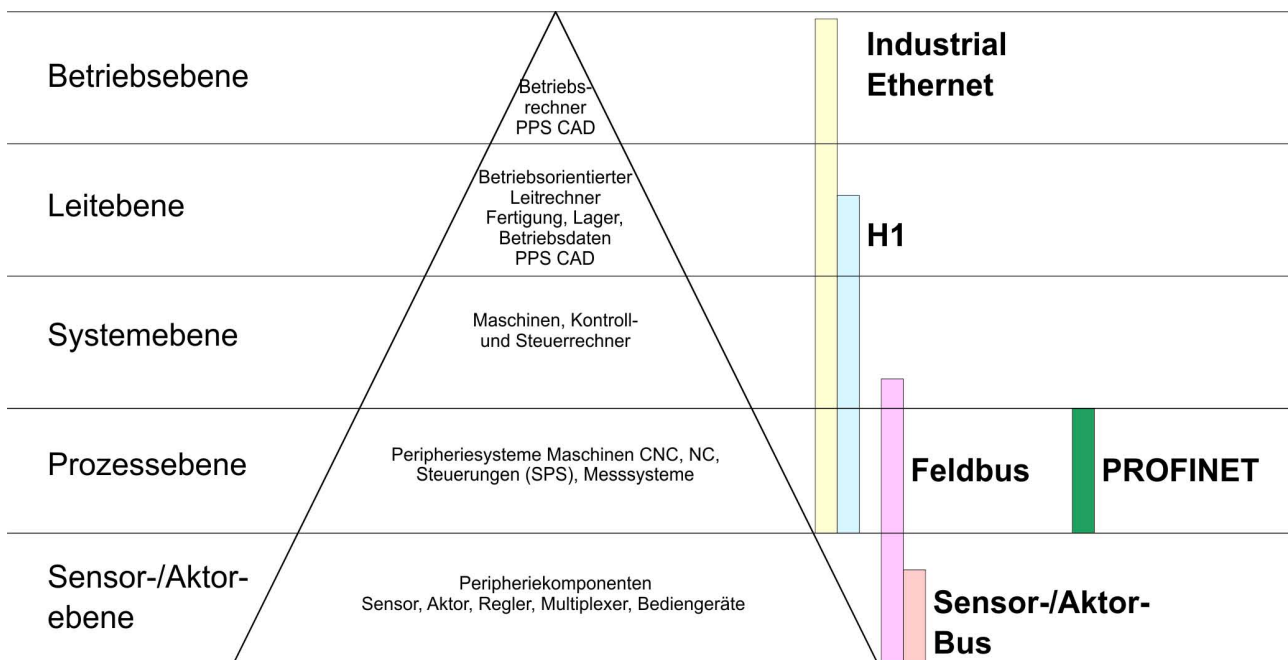 Betriebsebene
Betriebs-
rechner
PPS CAD
Industrial
Ethernet
Leitebene
Betriebsorientierter
Leitrechner
Fertigung, Lager,
Betriebsdaten
PPS CAD
H1
Systemebene
Maschinen, Kontroll-
und Steuerrechner
Prozessebene
Peripheriesysteme Maschinen CNC, NC,
Steuerungen (SPS), Messsysteme
Feldbus
PROFINET
Sensor-/Aktor-
ebene
Peripheriekomponenten
Sensor, Aktor, Regler, Multiplexer, Bediengeräte
Sensor-/Aktor-
Bus